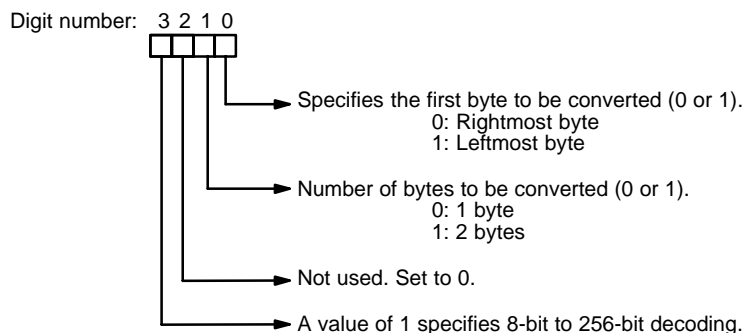 Digit number: 3 2 1 0
Specifies the first byte to be converted (0 or 1).
0: Rightmost byte
1: Leftmost byte
Number of bytes to be converted (0 or 1).
0: 1 byte
1: 2 bytes
Not used. Set to 0.
A value of 1 specifies 8-bit to 256-bit decoding.